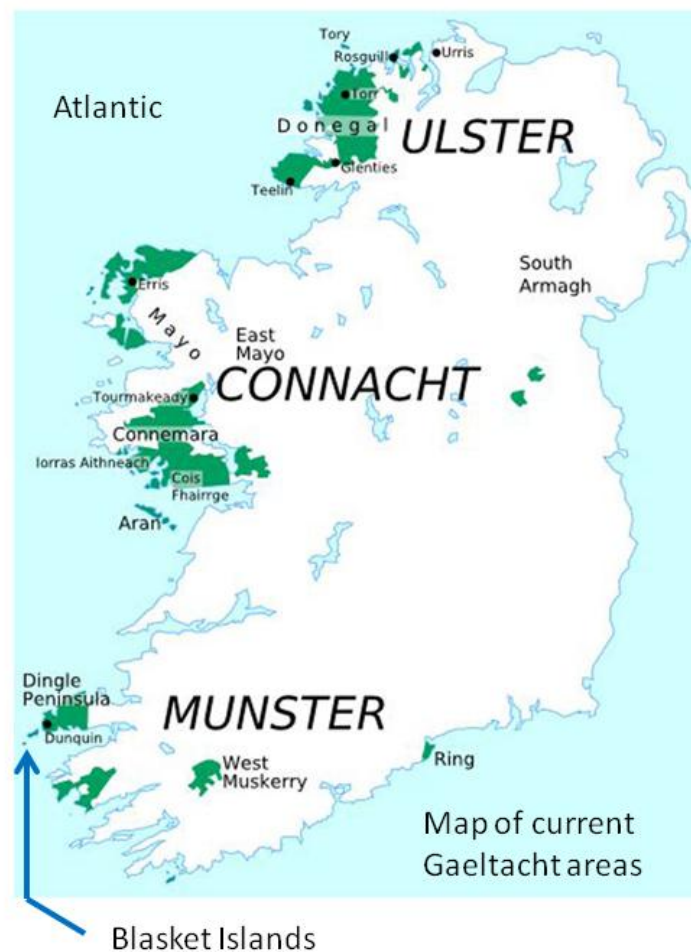 Tory
Rosguill
Urris
Atlantic
Torr
Donegal
ULSTER
Glenties
Teelin
South
Armagh
Erris
Mayo
East
Mayo
CONNACHT
Tourmakeady
Connemara
Iorras Aithneach
Cois
Fhairrge
Aran
Dingle
Peninsula
MUNSTER
Dunquin
West
Muskerry
Ring
Map of current
Gaeltacht areas
Blasket Islands